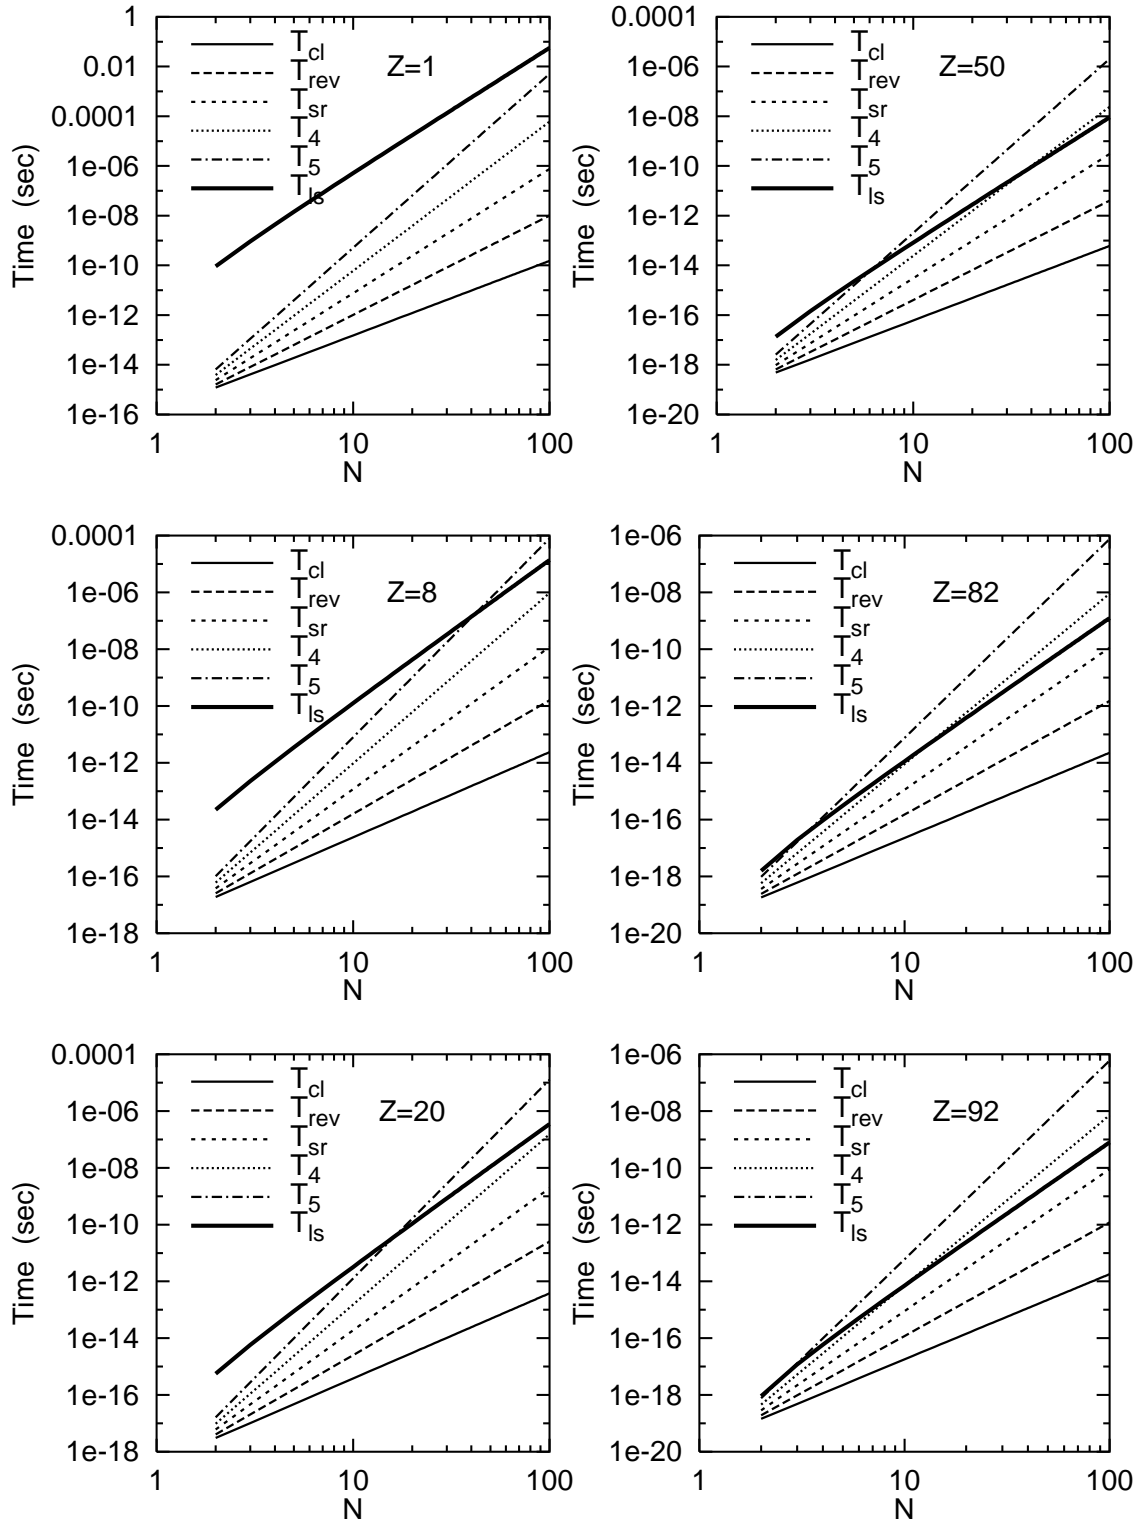 1
0.01
0.0001
1e-06
1e-08
1e-10
1e-12
1e-14
1e-16
Time (sec)
T_cl
T_rev
T_sr
T_4
T_5
T_ls
Z=1
1 10 100
N
0.0001
1e-06
1e-08
1e-10
1e-12
1e-14
1e-16
1e-18
1e-20
Time (sec)
T_cl
T_rev
T_sr
T_4
T_5
T_ls
Z=50
1 10 100
N
0.0001
1e-06
1e-08
1e-10
1e-12
1e-14
1e-16
1e-18
Time (sec)
T_cl
T_rev
T_sr
T_4
T_5
T_ls
Z=8
1 10 100
N
1e-06
1e-08
1e-10
1e-12
1e-14
1e-16
1e-18
1e-20
Time (sec)
T_cl
T_rev
T_sr
T_4
T_5
T_ls
Z=82
1 10 100
N
0.0001
1e-06
1e-08
1e-10
1e-12
1e-14
1e-16
1e-18
Time (sec)
T_cl
T_rev
T_sr
T_4
T_5
T_ls
Z=20
1 10 100
N
1e-06
1e-08
1e-10
1e-12
1e-14
1e-16
1e-18
1e-20
Time (sec)
T_cl
T_rev
T_sr
T_4
T_5
T_ls
Z=92
1 10 100
N